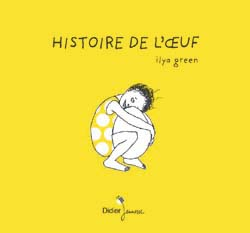 HISTOIRE DE L'ŒUF
ilya green
Didier Jeunesse